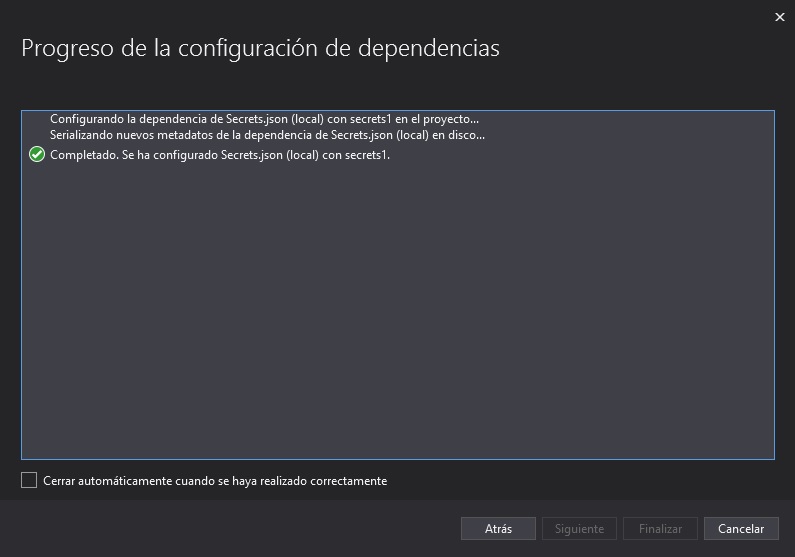 Progreso de la configuración de dependencias
Configurando la dependencia de Secrets.json (local) con secrets1 en el proyecto...
Serializando nuevos metadatos de la dependencia de Secrets.json (local) en disco...
Completado. Se ha configurado Secrets.json (local) con secrets1.
Cerrar automáticamente cuando se haya realizado correctamente
Atrás Siguiente Finalizar Cancelar